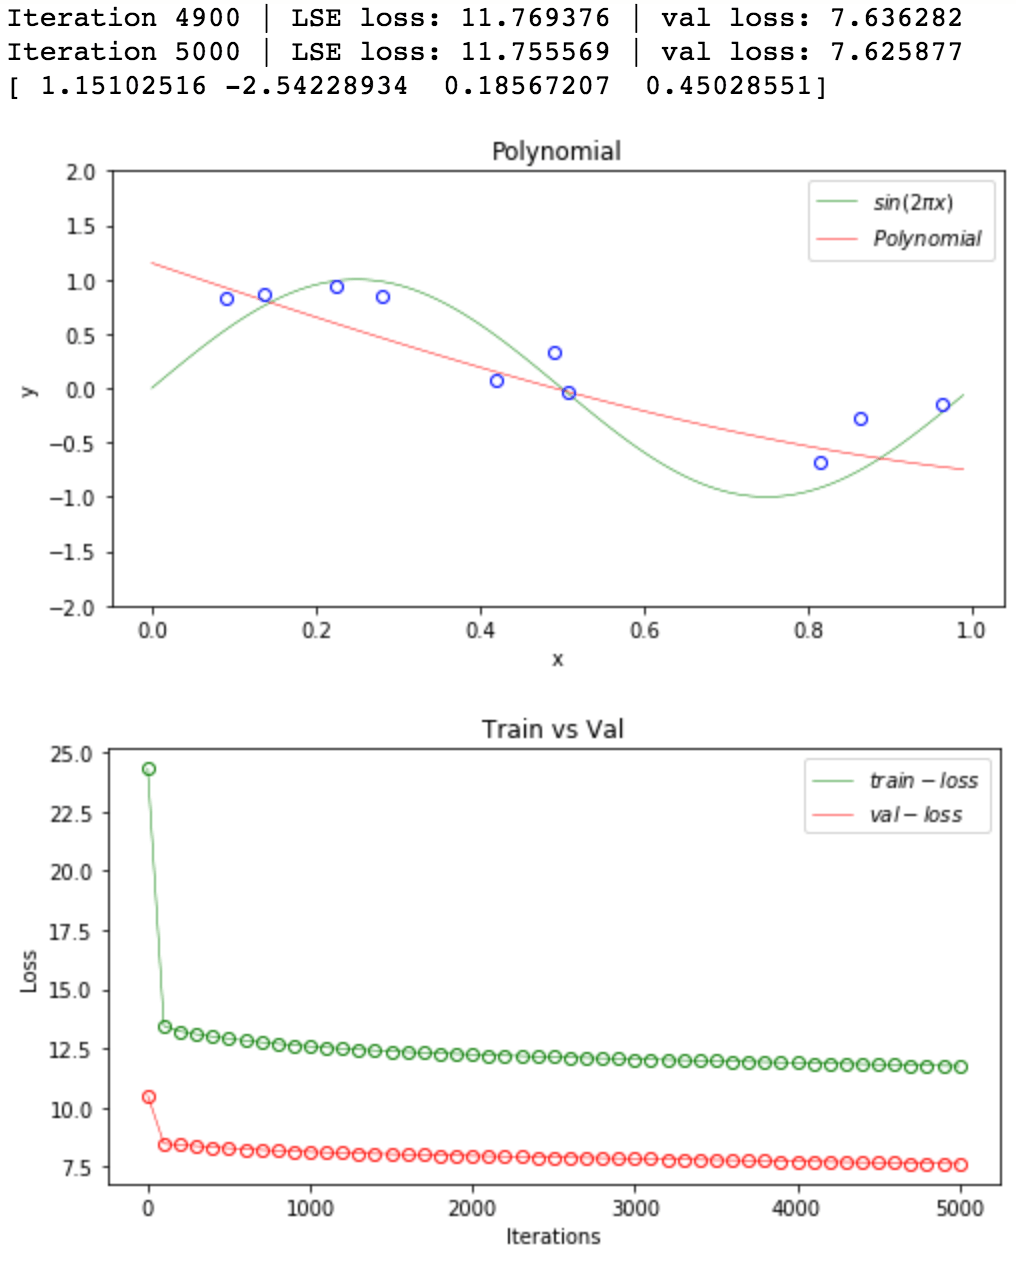 Iteration 4900 | LSE loss: 11.769376 | val loss: 7.636282
Iteration 5000 | LSE loss: 11.755569 | val loss: 7.625877
[ 1.15102516 -2.54228934  0.18567207  0.45028551]
Polynomial
2.0
1.5
1.0
0.5
0.0
−0.5
−1.0
−1.5
−2.0
y
sin(2πx)
Polynomial
0.0 0.2 0.4 0.6 0.8 1.0
x
Train vs Val
25.0
22.5
20.0
17.5
15.0
12.5
10.0
7.5
Loss
train − loss
val − loss
0 1000 2000 3000 4000 5000
Iterations